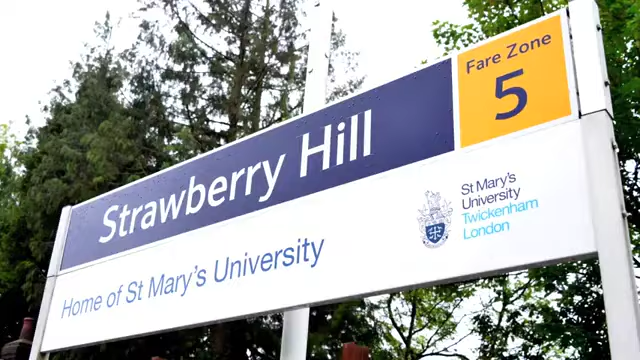 Strawberry Hill
Fare Zone
5
Home of St Mary's University
St Mary's
University
Twickenham
London